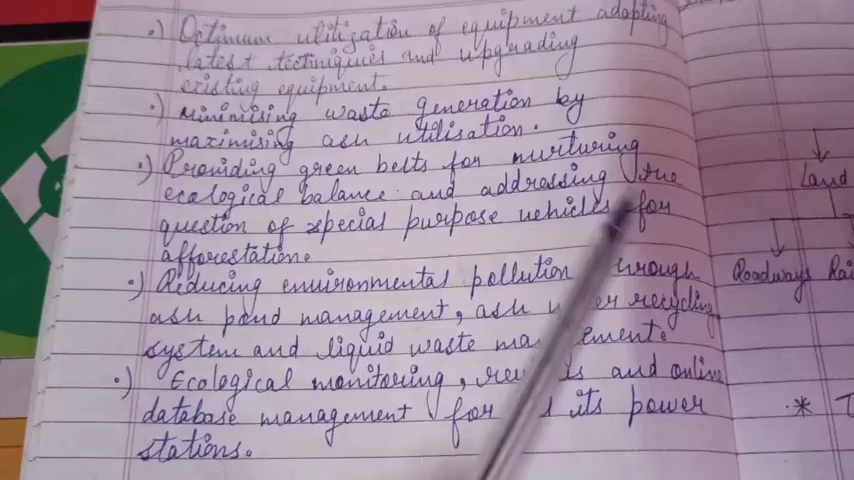 •) Optimum utilization of equipment adopting
latest techniques and upgrading
existing equipment.
•) Minimising waste generation by
maximising ash utilisation.
•) Providing green belts for nurturing
ecological balance and addressing the
question of special purpose vehicles for
afforestation.
•) Reducing environmental pollution through
ash pond management, ash recycling
system and liquid waste management.
•) Ecological monitoring, and online
database management for its power
stations.
Land
Roadways Rai
*